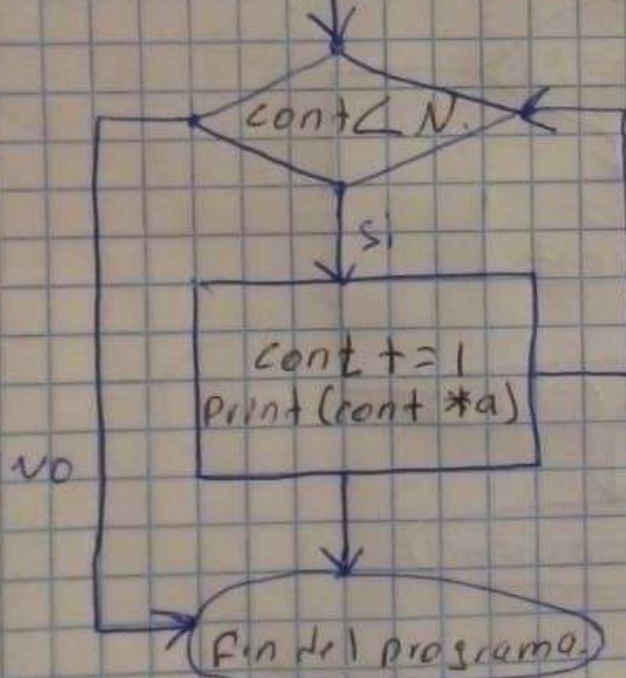 cont < N.
si
cont += 1
print(cont *a)
NO
Fin del programa.